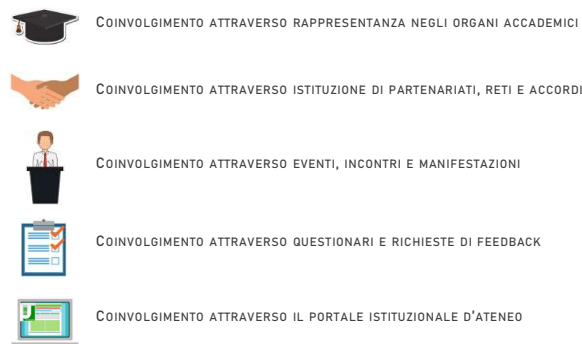 Coinvolgimento attraverso rappresentanza negli organi accademici
Coinvolgimento attraverso istituzione di partenariati, reti e accordi
Coinvolgimento attraverso eventi, incontri e manifestazioni
Coinvolgimento attraverso questionari e richieste di feedback
Coinvolgimento attraverso il portale istituzionale d'ateneo